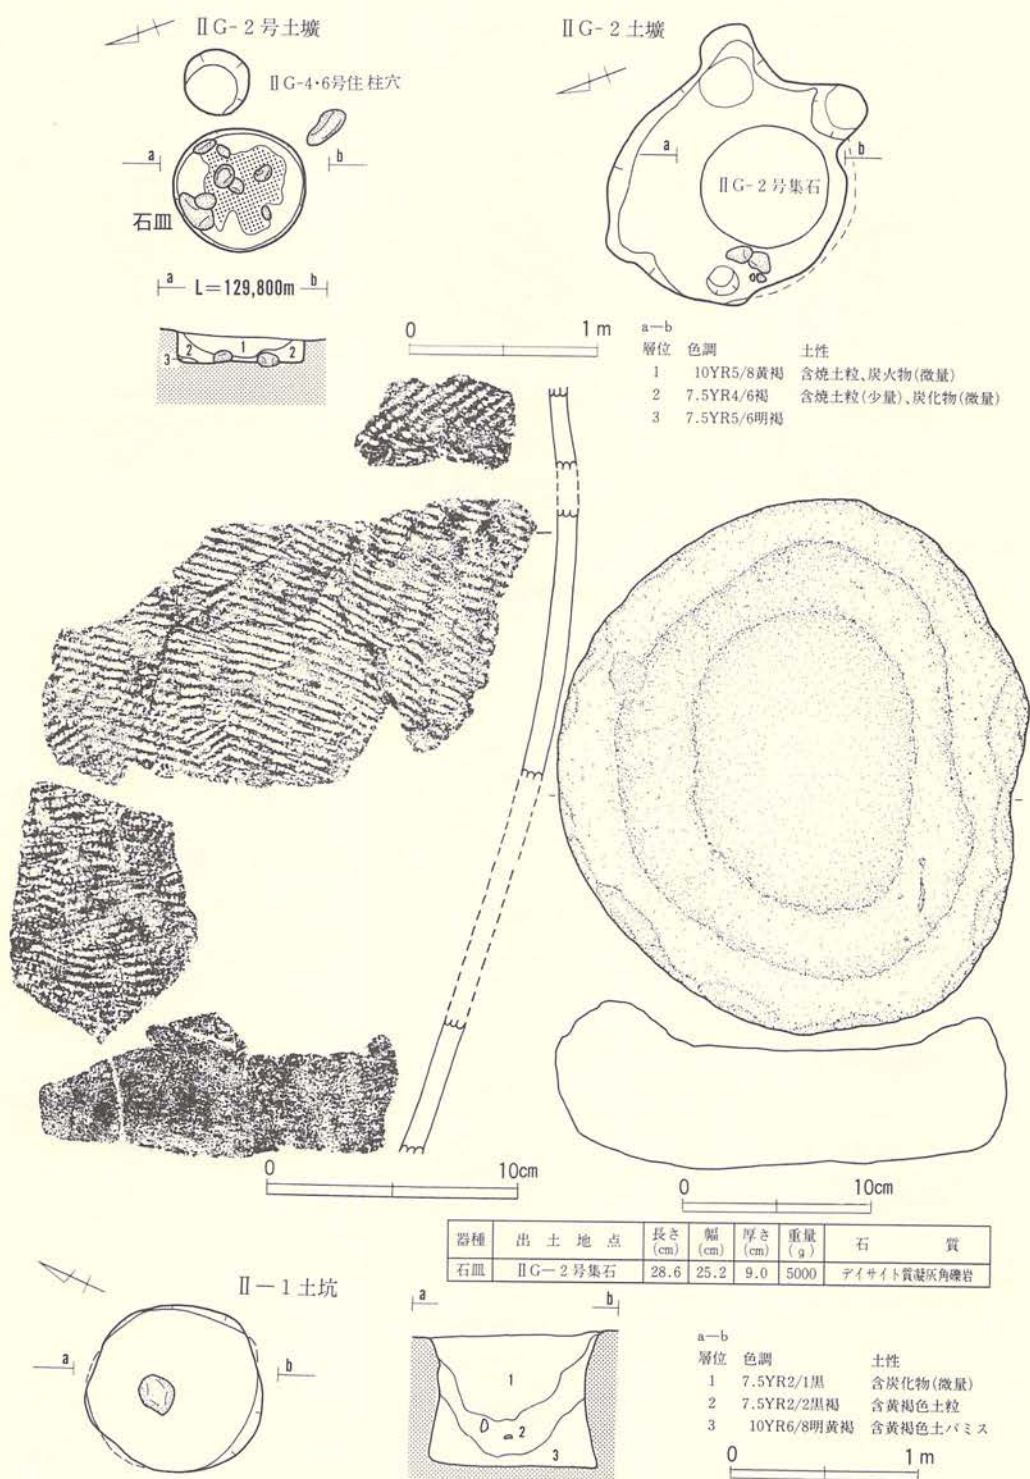 ⅡG-2号土壙
ⅡG-4・6号住柱穴
a
b
石皿
a L=129,800m b
3 2 1 2
ⅡG-2土壙
a
b
ⅡG-2号集石
0 1m
a—b
層位 色調 土性
1 10YR5/8黄褐 含焼土粒、炭火物(微量)
2 7.5YR4/6褐 含焼土粒(少量)、炭化物(微量)
3 7.5YR5/6明褐
0 10cm
0 10cm
器種 出土地点 長さ(cm) 幅(cm) 厚さ(cm) 重量(g) 石質
石皿 ⅡG-2号集石 28.6 25.2 9.0 5000 デイサイト質凝灰角礫岩
Ⅱ-1土坑
a
b
a b
1
2
3
a—b
層位 色調 土性
1 7.5YR2/1黒 含炭化物(微量)
2 7.5YR2/2黒褐 含黄褐色土粒
3 10YR6/8明黄褐 含黄褐色土パミス
0 1m